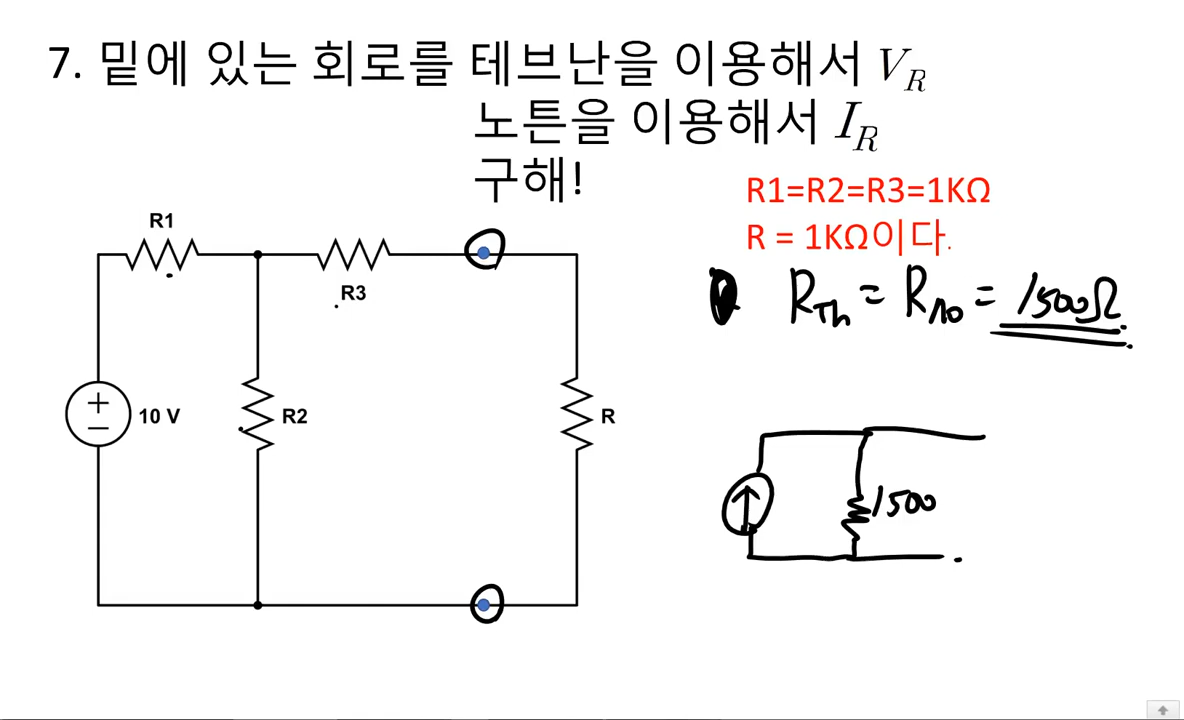 7. 밑에 있는 회로를 테브난을 이용해서 V_R
노튼을 이용해서 I_R
구해!
R1=R2=R3=1KΩ
R = 1KΩ이다.
R_Th = R_No = 1500Ω
R1
R3
10 V
R2
R
1500